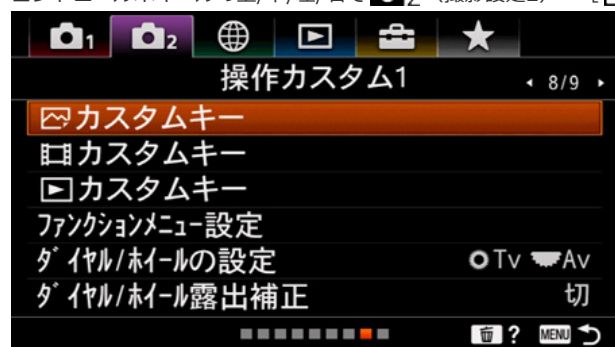 1 2
操作カスタム1 8/9
カスタムキー
カスタムキー
カスタムキー
ファンクションメニュー設定
ダイヤル/ホイールの設定 Tv Av
ダイヤル/ホイール露出補正 切
? MENU